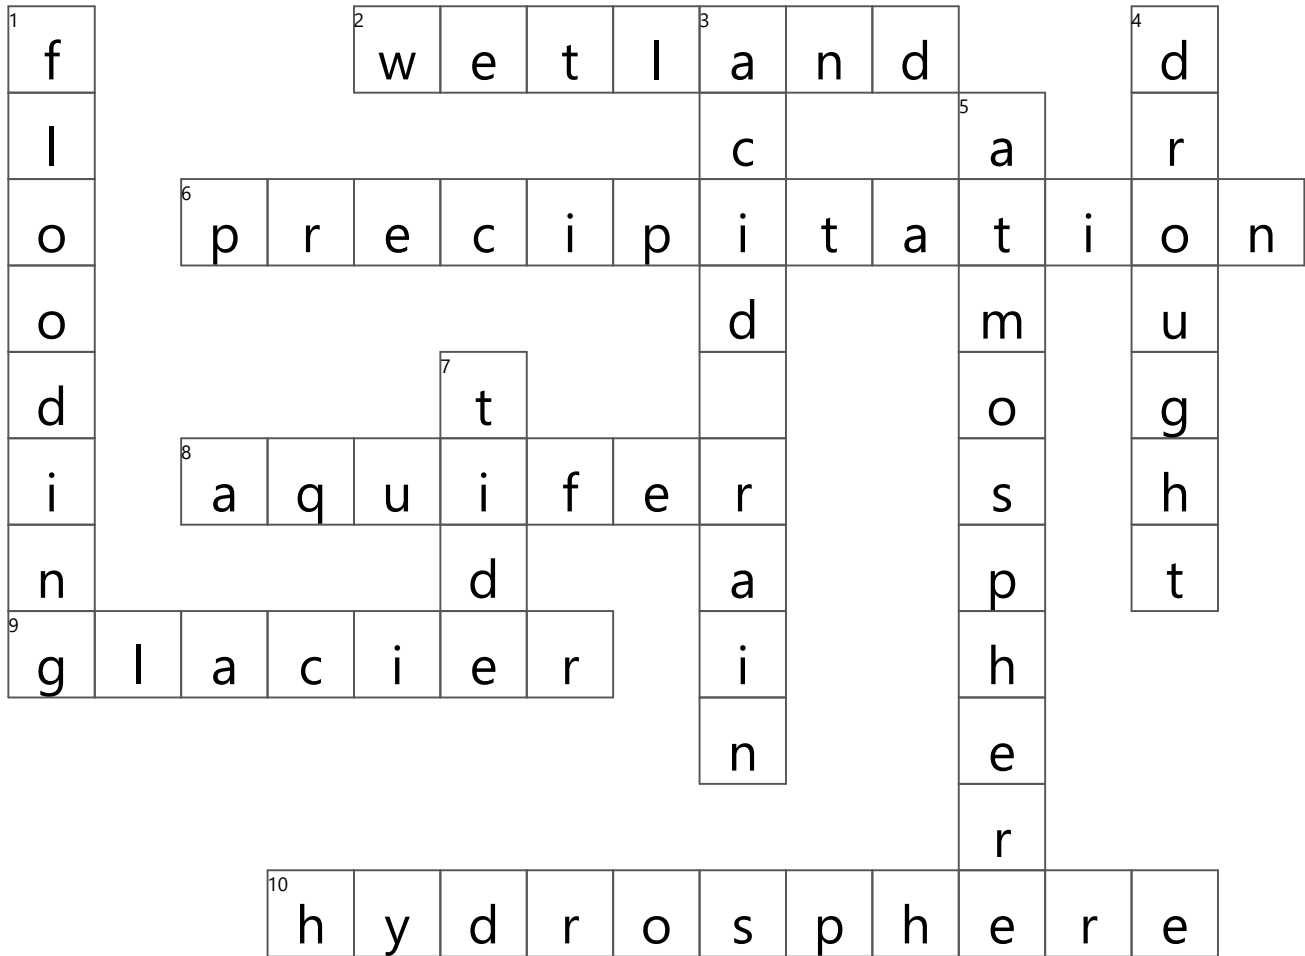 1 2 3 4
f w e t l a n d d
5
l c a r
6
o p r e c i p i t a t i o n
o d m u
7
d t o g
8
i a q u i f e r s h
n d a p t
9
g l a c i e r i h
n e
r
10
h y d r o s p h e r e